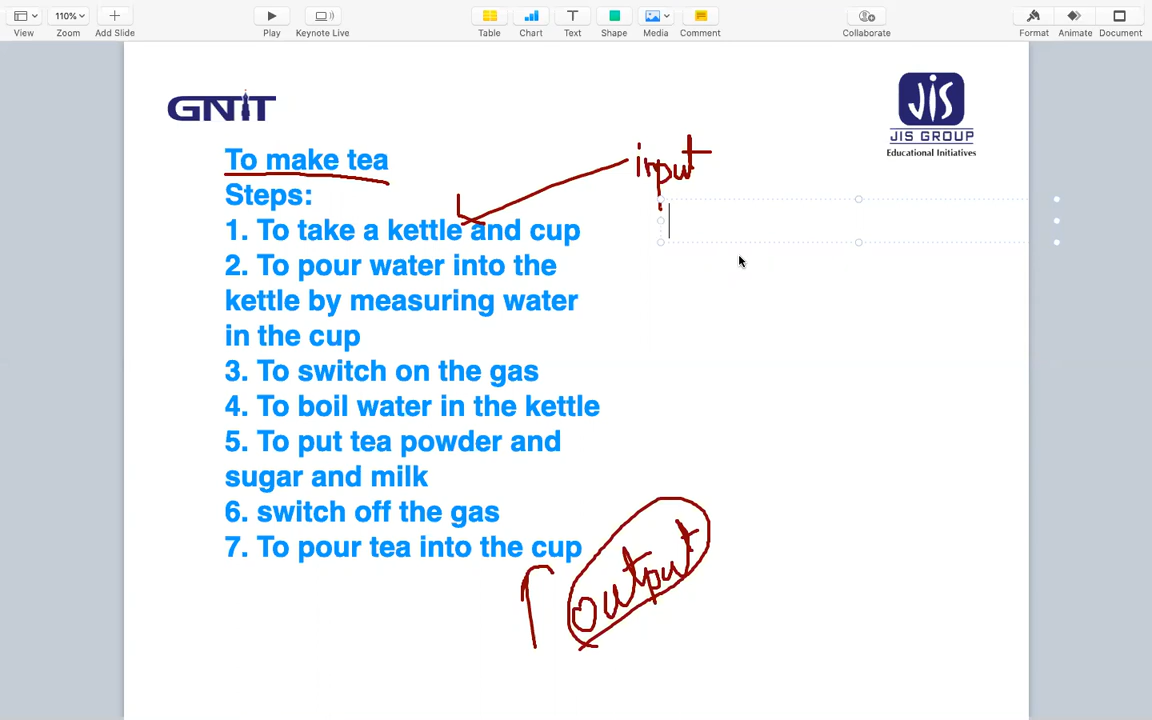 View
Zoom
Add Slide
Play
Keynote Live
Table
Chart
Text
Shape
Media
Comment
Collaborate
Format
Animate
Document
110%
GNIT
JIS
JIS GROUP
Educational Initiatives
To make tea
input
Steps:
1. To take a kettle and cup
2. To pour water into the
kettle by measuring water
in the cup
3. To switch on the gas
4. To boil water in the kettle
5. To put tea powder and
sugar and milk
6. switch off the gas
7. To pour tea into the cup
output